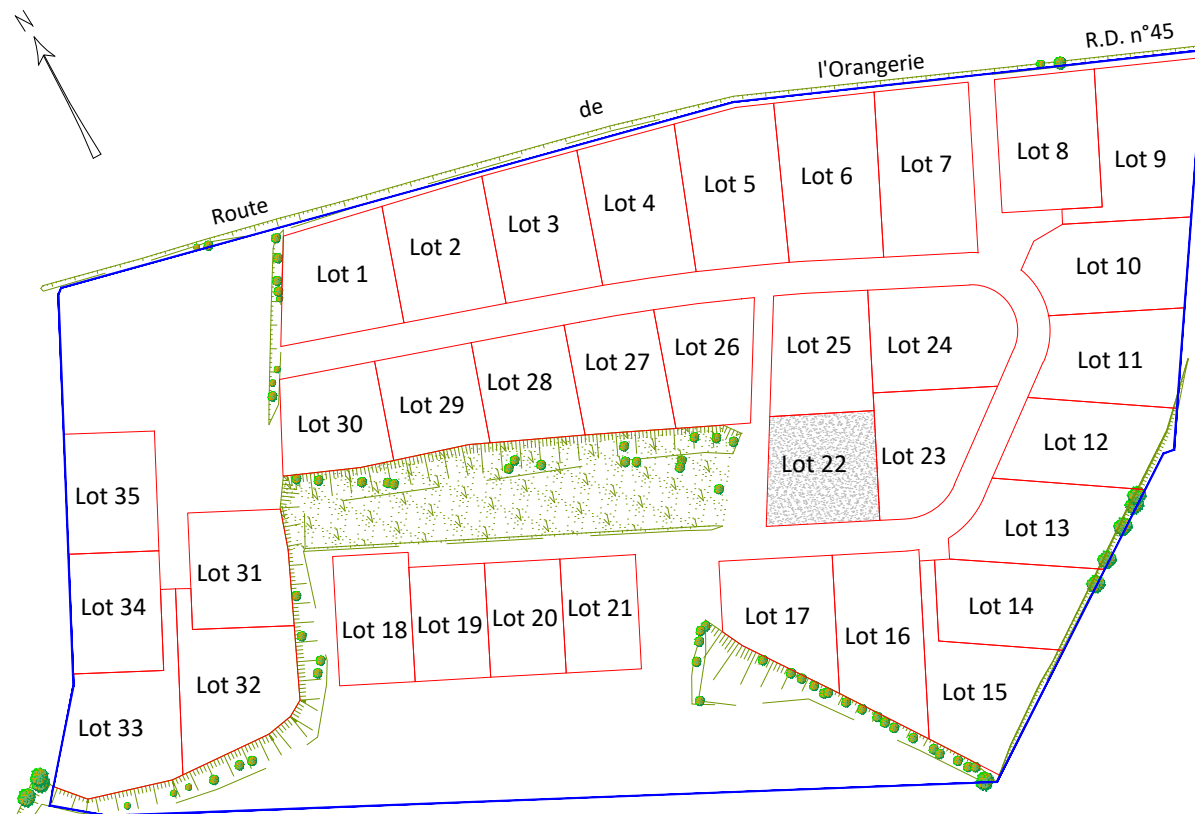 N
R.D. n°45
l'Orangerie
de
Route
Lot 8
Lot 9
Lot 7
Lot 6
Lot 5
Lot 4
Lot 3
Lot 2
Lot 1
Lot 10
Lot 11
Lot 24
Lot 25
Lot 26
Lot 27
Lot 28
Lot 29
Lot 30
Lot 12
Lot 23
Lot 22
Lot 35
Lot 13
Lot 31
Lot 34
Lot 14
Lot 21
Lot 20
Lot 19
Lot 18
Lot 17
Lot 16
Lot 32
Lot 15
Lot 33